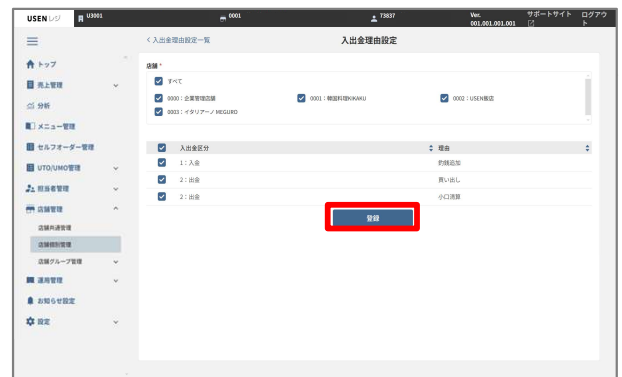 USEN レジ U3001 0001 73837 Ver. 001.001.001.001 サポートサイト ログアウト
< 入出金理由設定一覧 入出金理由設定
トップ
売上管理
分析
メニュー管理
セルフオーダー管理
UTO/UMO管理
担当者管理
店舗管理
店舗共通管理
店舗個別管理
店舗グループ管理
運用管理
お知らせ設定
設定
店舗 *
すべて
0000：企業管理店舗 0001：韓国料理KIKAKU 0002：USEN飯店
0003：イタリアーノ MEGURO
入出金区分 理由
1：入金 釣銭追加
2：出金 買い出し
2：出金 小口清算
登録